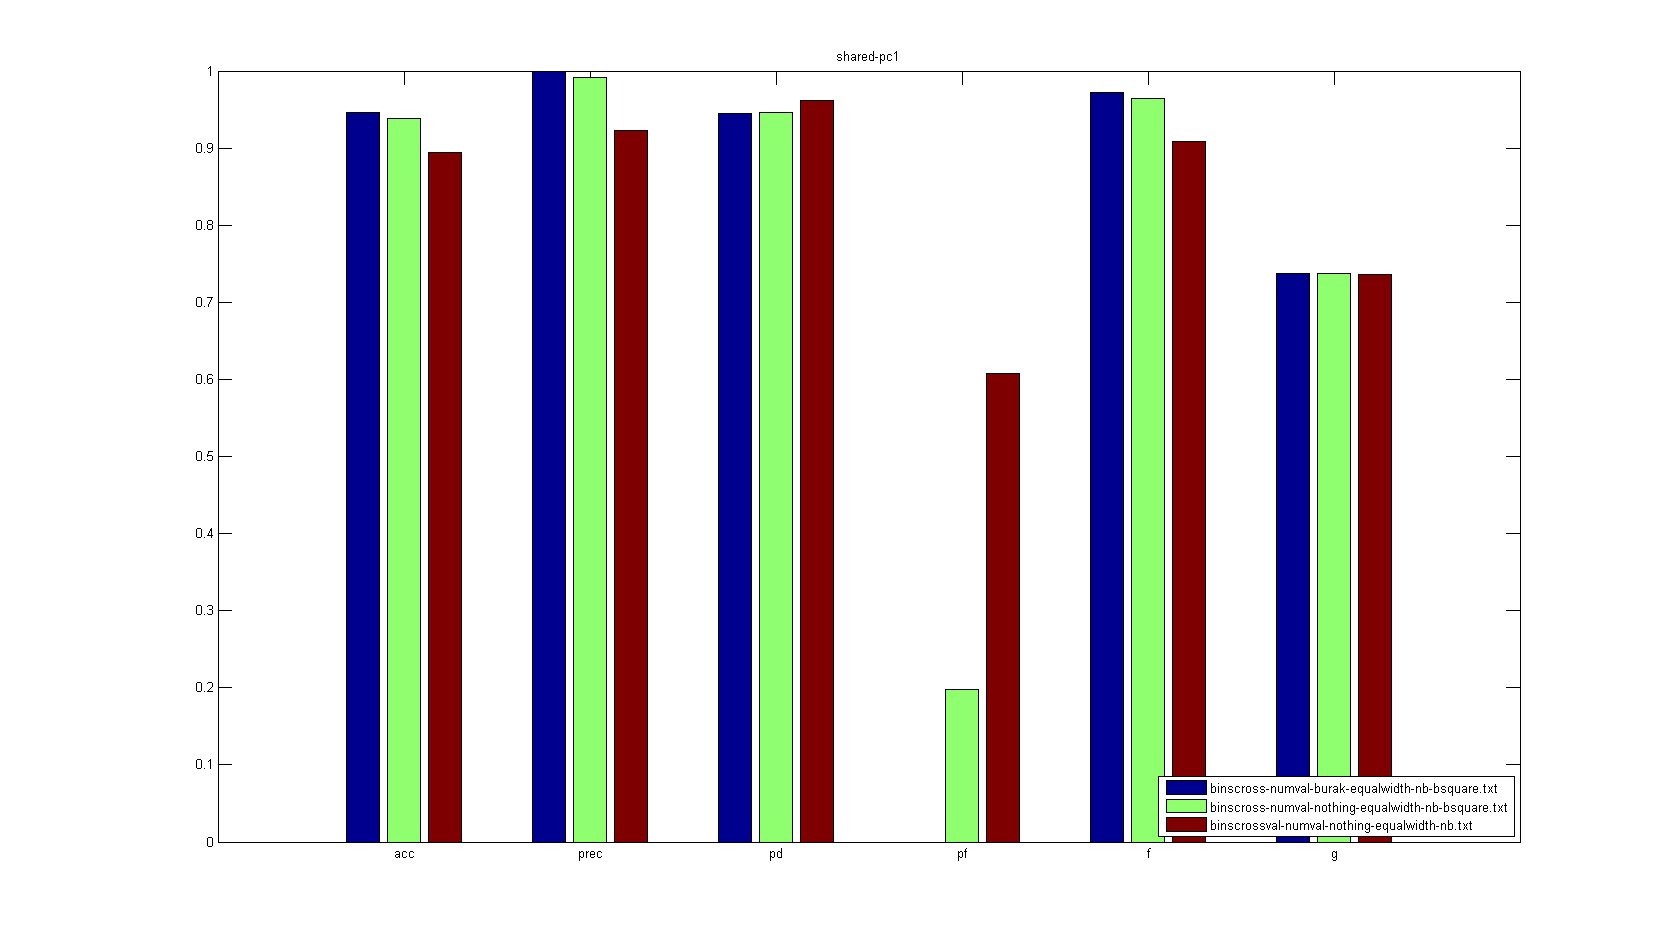 shared-pc1
1
0.9
0.8
0.7
0.6
0.5
0.4
0.3
0.2
0.1
0
acc prec pd pf f g
binscross-numval-burak-equalwidth-nb-bsquare.txt
binscross-numval-nothing-equalwidth-nb-bsquare.txt
binscrossval-numval-nothing-equalwidth-nb.txt